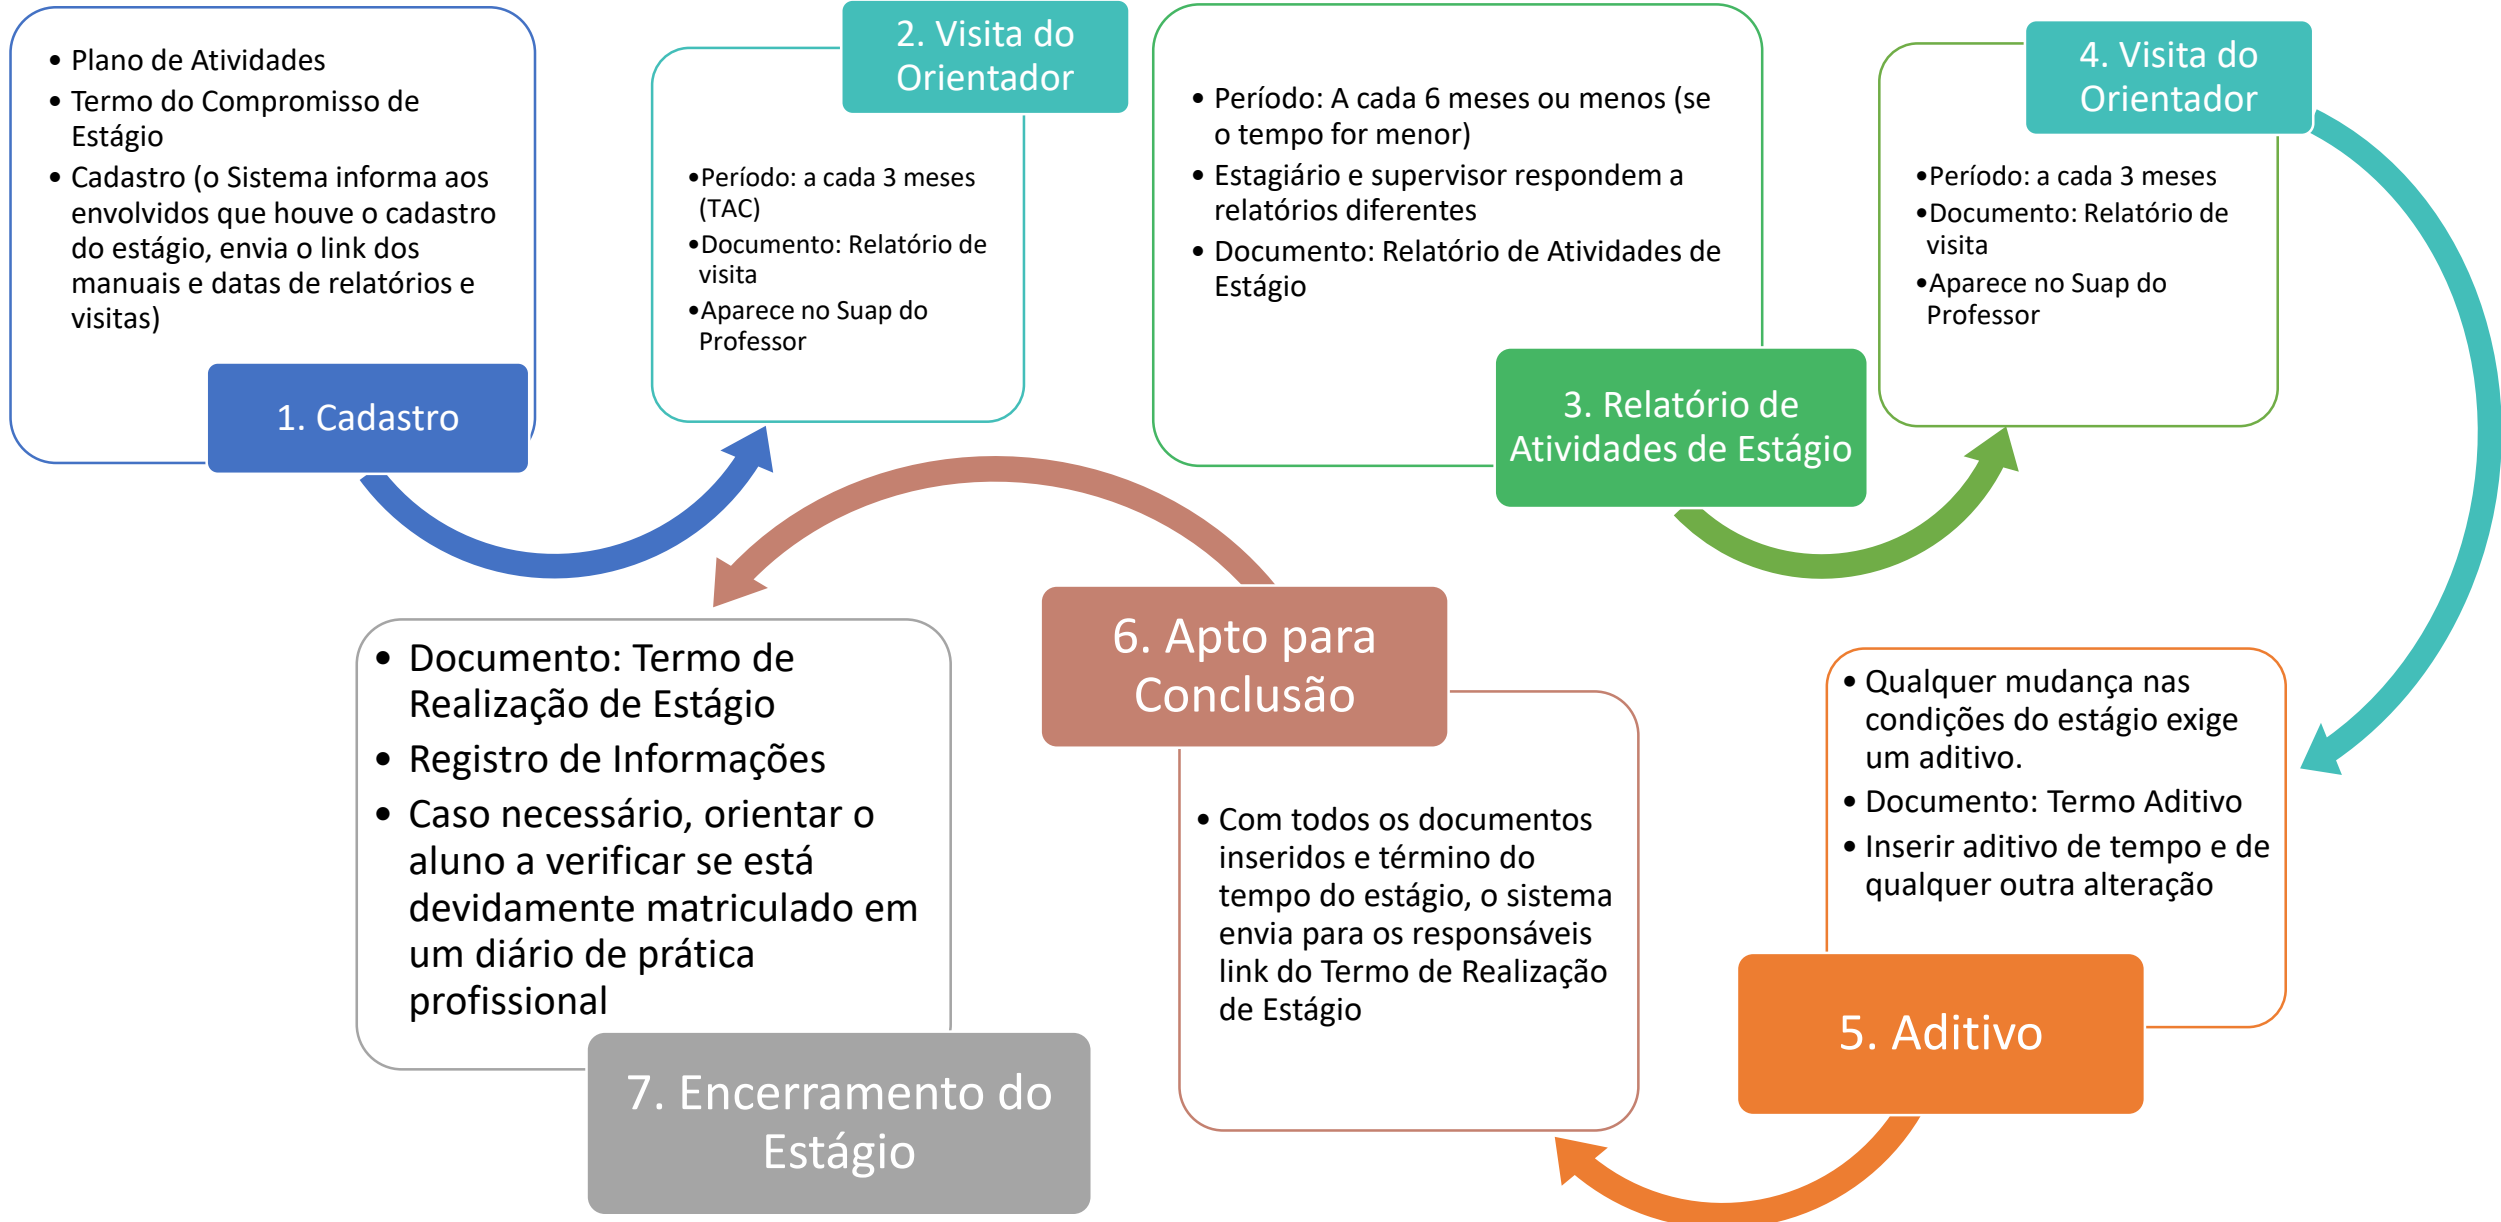 • Plano de Atividades
• Termo do Compromisso de
Estágio
• Cadastro (o Sistema informa aos
envolvidos que houve o cadastro
do estágio, envia o link dos
manuais e datas de relatórios e
visitas)
1. Cadastro
2. Visita do
Orientador
•Período: a cada 3 meses
(TAC)
•Documento: Relatório de
visita
•Aparece no Suap do
Professor
• Período: A cada 6 meses ou menos (se
o tempo for menor)
• Estagiário e supervisor respondem a
relatórios diferentes
• Documento: Relatório de Atividades de
Estágio
3. Relatório de
Atividades de Estágio
4. Visita do
Orientador
•Período: a cada 3 meses
•Documento: Relatório de
visita
•Aparece no Suap do
Professor
• Qualquer mudança nas
condições do estágio exige
um aditivo.
• Documento: Termo Aditivo
• Inserir aditivo de tempo e de
qualquer outra alteração
5. Aditivo
6. Apto para
Conclusão
• Com todos os documentos
inseridos e término do
tempo do estágio, o sistema
envia para os responsáveis
link do Termo de Realização
de Estágio
• Documento: Termo de
Realização de Estágio
• Registro de Informações
• Caso necessário, orientar o
aluno a verificar se está
devidamente matriculado em
um diário de prática
profissional
7. Encerramento do
Estágio